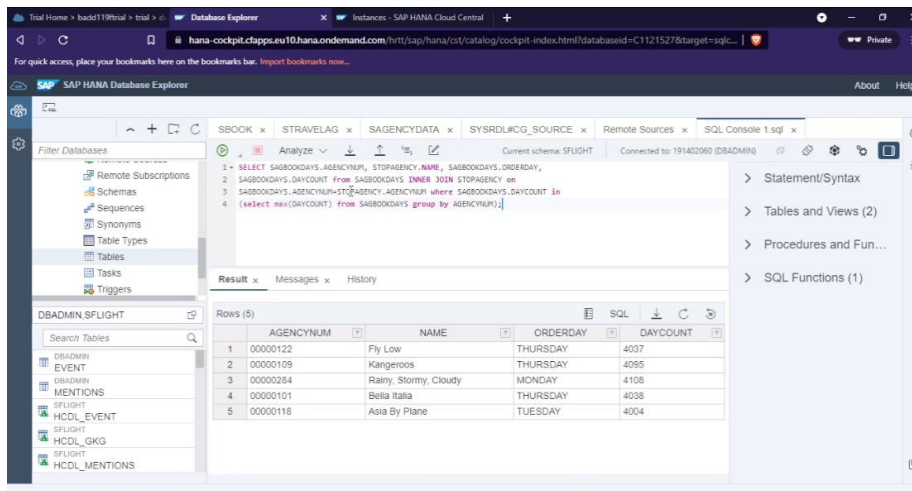 Trial Home > badd119ftrial > trial > d
Database Explorer
Instances - SAP HANA Cloud Central
hana-cockpit.cfapps.eu10.hana.ondemand.com/hrtt/sap/hana/cst/catalog/cockpit-index.html?databaseid=C1121527&target=sqlc...
Private
For quick access, place your bookmarks here on the bookmarks bar. Import bookmarks now...
SAP SAP HANA Database Explorer
About Help
SBOOK STRAVELAG SAGENCYDATA SYSRDL#CG_SOURCE Remote Sources SQL Console 1.sql
Filter Databases
Analyze
Current schema: SFLIGHT
Connected to: 191402060 (DBADMIN)
Remote Subscriptions
Schemas
Sequences
Synonyms
Table Types
Tables
Tasks
Triggers
1 SELECT SAGBOOKDAYS.AGENCYNUM, STOPAGENCY.NAME, SAGBOOKDAYS.ORDERDAY,
2 SAGBOOKDAYS.DAYCOUNT from SAGBOOKDAYS INNER JOIN STOPAGENCY on
3 SAGBOOKDAYS.AGENCYNUM=STOPAGENCY.AGENCYNUM where SAGBOOKDAYS.DAYCOUNT in
4 (select max(DAYCOUNT) from SAGBOOKDAYS group by AGENCYNUM);
Statement/Syntax
Tables and Views (2)
Procedures and Fun...
SQL Functions (1)
Result Messages History
DBADMIN,SFLIGHT
Search Tables
DBADMIN
EVENT
DBADMIN
MENTIONS
SFLIGHT
HCDL_EVENT
SFLIGHT
HCDL_GKG
SFLIGHT
HCDL_MENTIONS
Rows (5)
SQL
AGENCYNUM NAME ORDERDAY DAYCOUNT
1 00000122 Fly Low THURSDAY 4037
2 00000109 Kangeroos THURSDAY 4095
3 00000284 Rainy, Stormy, Cloudy MONDAY 4108
4 00000101 Bella Italia THURSDAY 4038
5 00000118 Asia By Plane TUESDAY 4004